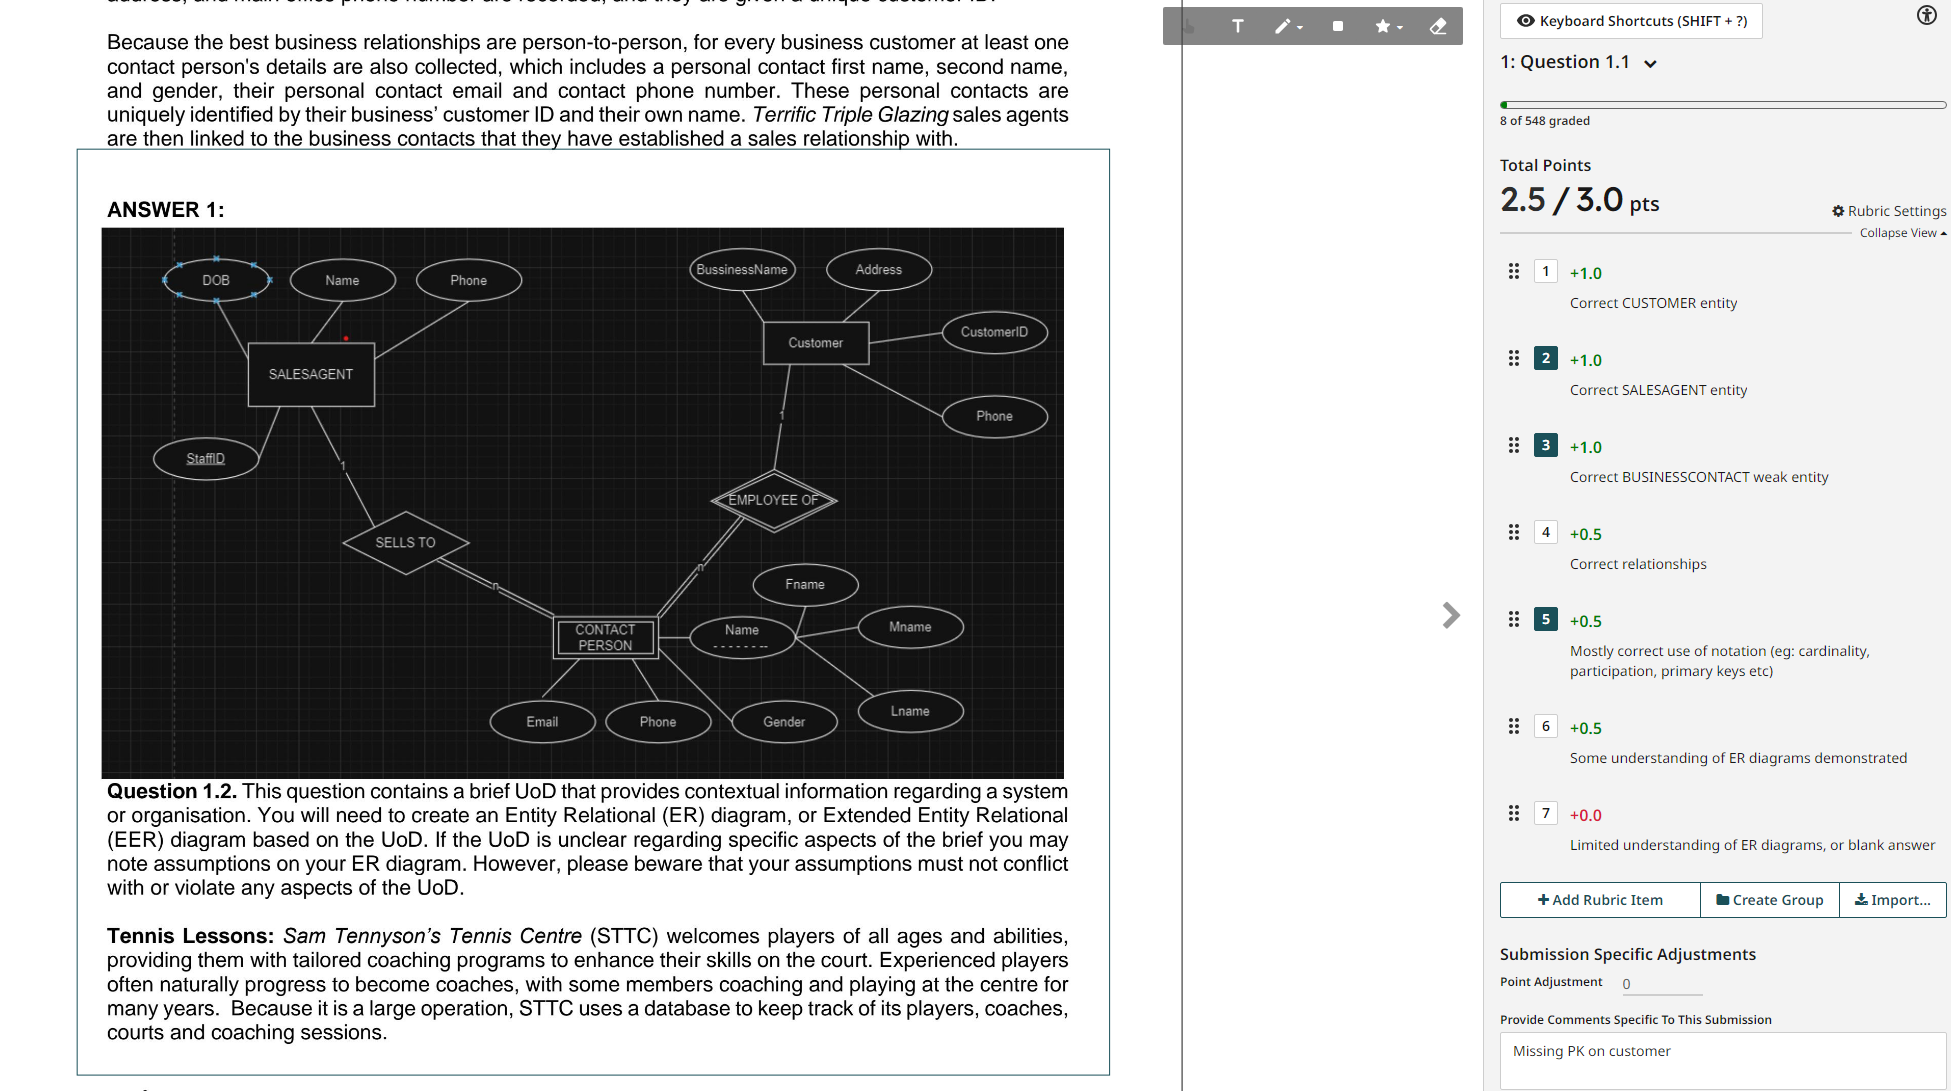 address, and main office phone number are recorded, and they are given a unique customer ID.
Because the best business relationships are person-to-person, for every business customer at least one
contact person's details are also collected, which includes a personal contact first name, second name,
and gender, their personal contact email and contact phone number. These personal contacts are
uniquely identified by their business’ customer ID and their own name. Terrific Triple Glazing sales agents
are then linked to the business contacts that they have established a sales relationship with.
ANSWER 1:
DOB
Name
Phone
BussinessName
Address
CustomerID
Customer
SALESAGENT
Phone
1
StaffID
1
EMPLOYEE OF
SELLS TO
n
n
Fname
CONTACT
PERSON
Name
Mname
Lname
Email
Phone
Gender
Question 1.2. This question contains a brief UoD that provides contextual information regarding a system
or organisation. You will need to create an Entity Relational (ER) diagram, or Extended Entity Relational
(EER) diagram based on the UoD. If the UoD is unclear regarding specific aspects of the brief you may
note assumptions on your ER diagram. However, please beware that your assumptions must not conflict
with or violate any aspects of the UoD.
Tennis Lessons: Sam Tennyson’s Tennis Centre (STTC) welcomes players of all ages and abilities,
providing them with tailored coaching programs to enhance their skills on the court. Experienced players
often naturally progress to become coaches, with some members coaching and playing at the centre for
many years. Because it is a large operation, STTC uses a database to keep track of its players, coaches,
courts and coaching sessions.
T
Keyboard Shortcuts (SHIFT + ?)
1: Question 1.1
8 of 548 graded
Total Points
2.5 / 3.0 pts
Rubric Settings
Collapse View
1 +1.0
Correct CUSTOMER entity
2 +1.0
Correct SALESAGENT entity
3 +1.0
Correct BUSINESSCONTACT weak entity
4 +0.5
Correct relationships
5 +0.5
Mostly correct use of notation (eg: cardinality,
participation, primary keys etc)
6 +0.5
Some understanding of ER diagrams demonstrated
7 +0.0
Limited understanding of ER diagrams, or blank answer
+ Add Rubric Item
Create Group
Import...
Submission Specific Adjustments
Point Adjustment 0
Provide Comments Specific To This Submission
Missing PK on customer